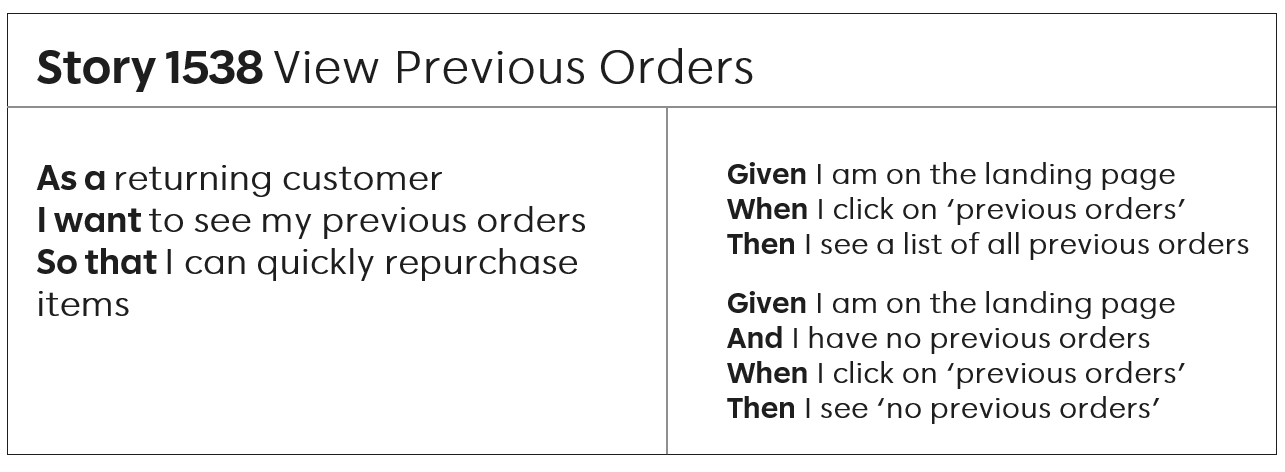 Story 1538 View Previous Orders
As a returning customer
I want to see my previous orders
So that I can quickly repurchase
items
Given I am on the landing page
When I click on ‘previous orders’
Then I see a list of all previous orders
Given I am on the landing page
And I have no previous orders
When I click on ‘previous orders’
Then I see ‘no previous orders’